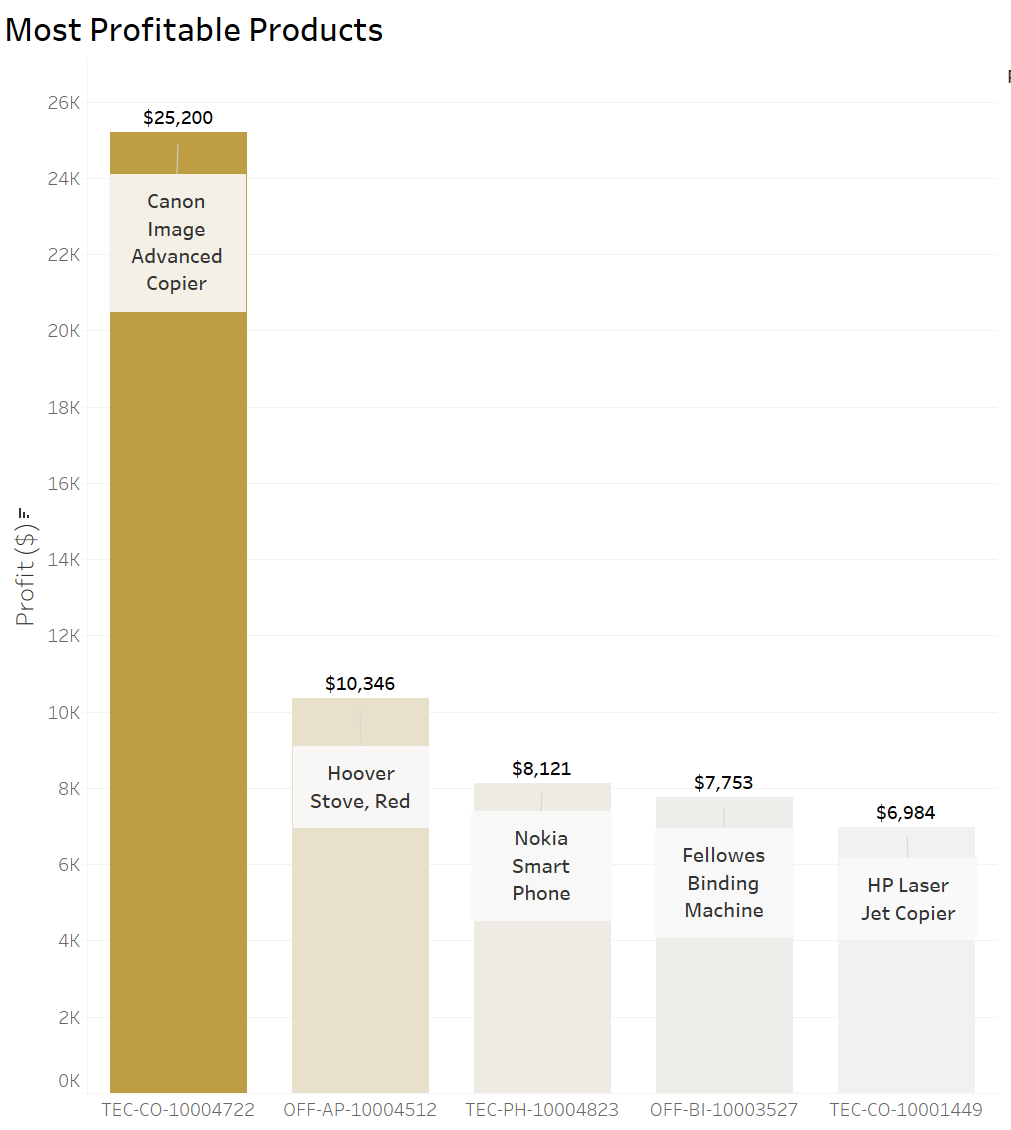 Most Profitable Products
26K
24K
22K
20K
18K
16K
14K
12K
10K
8K
6K
4K
2K
0K
Profit ($)
$25,200
Canon
Image
Advanced
Copier
$10,346
Hoover
Stove, Red
$8,121
Nokia
Smart
Phone
$7,753
Fellowes
Binding
Machine
$6,984
HP Laser
Jet Copier
TEC-CO-10004722
OFF-AP-10004512
TEC-PH-10004823
OFF-BI-10003527
TEC-CO-10001449